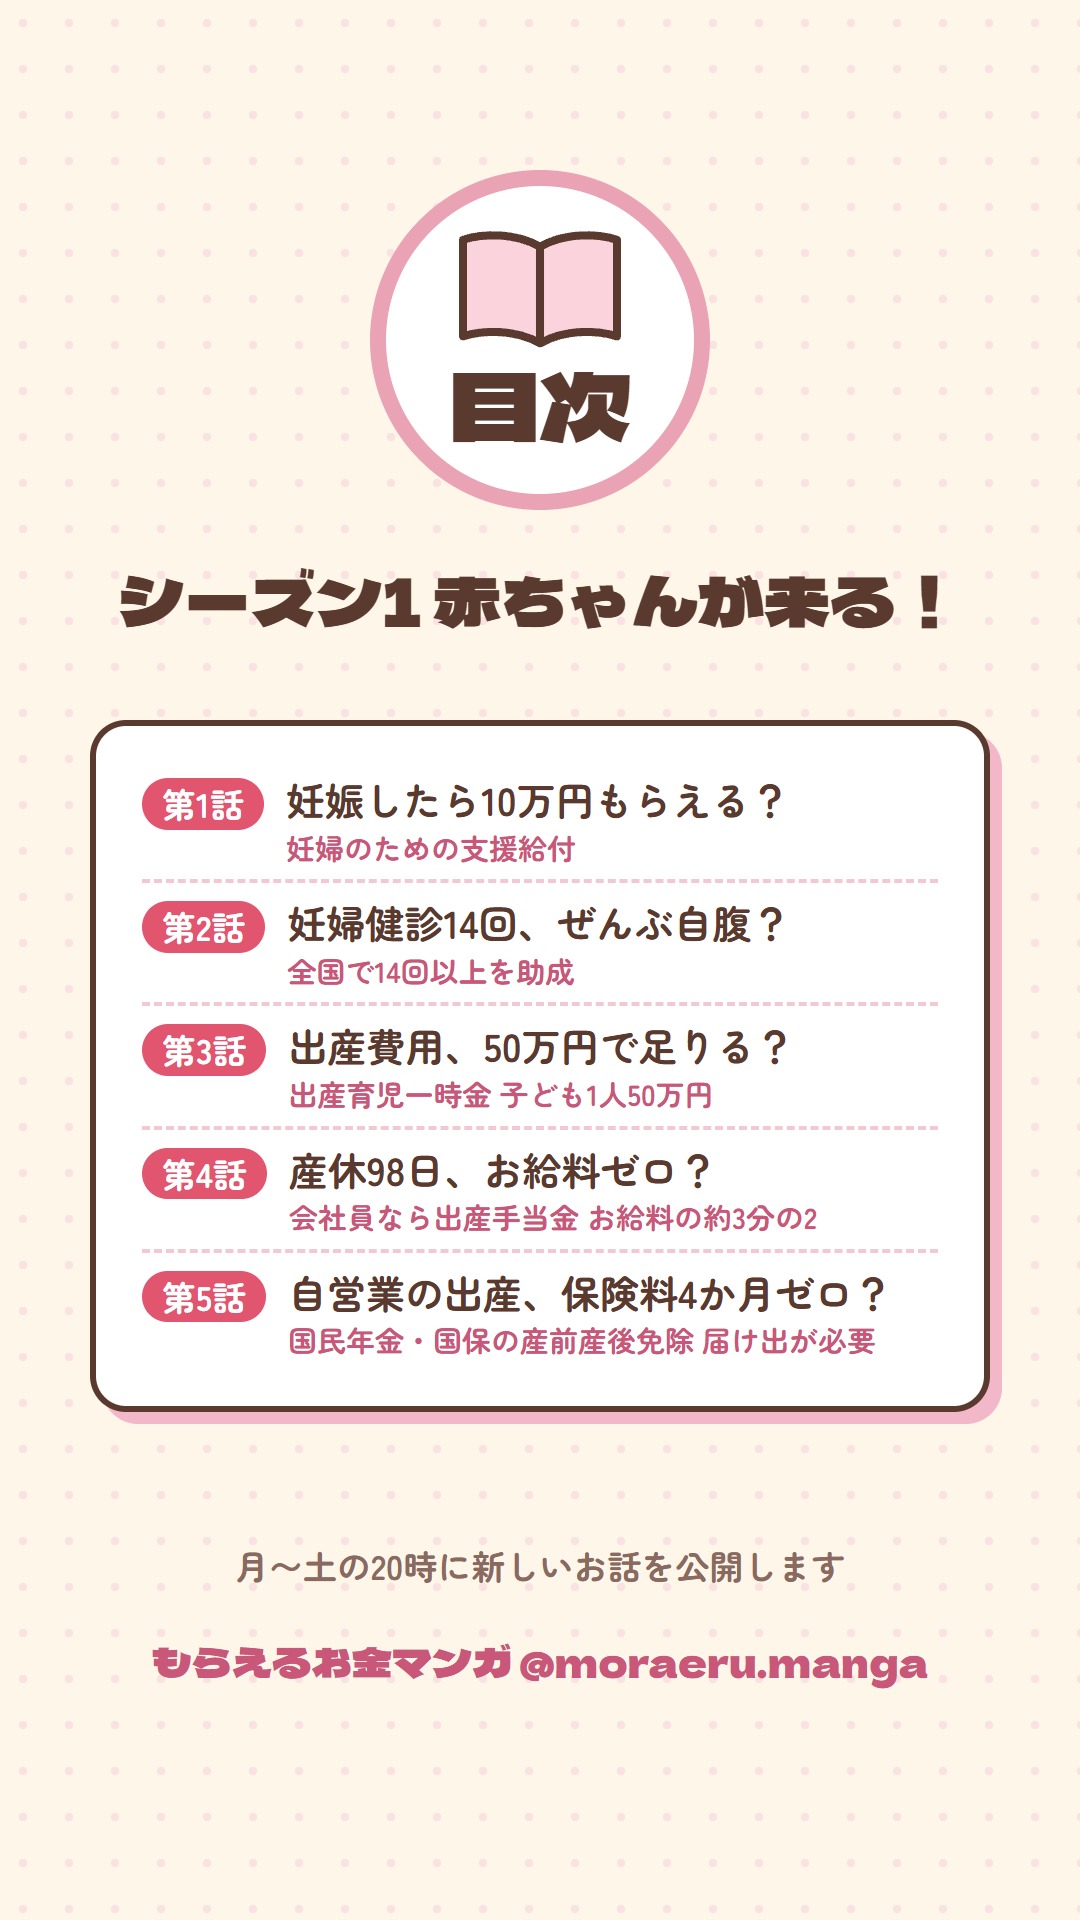 目次
シーズン1 赤ちゃんが来る！
第1話 妊娠したら10万円もらえる？
妊婦のための支援給付
第2話 妊婦健診14回、ぜんぶ自腹？
全国で14回以上を助成
第3話 出産費用、50万円で足りる？
出産育児一時金 子ども1人50万円
第4話 産休98日、お給料ゼロ？
会社員なら出産手当金 お給料の約3分の2
第5話 自営業の出産、保険料4か月ゼロ？
国民年金・国保の産前産後免除 届け出が必要
月〜土の20時に新しいお話を公開します
もらえるお金マンガ @moraeru.manga